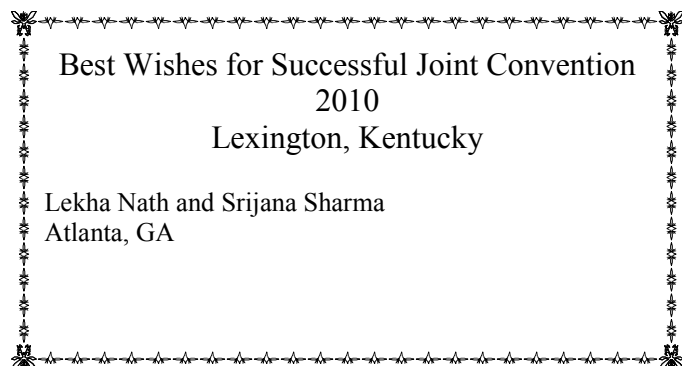 Best Wishes for Successful Joint Convention
2010
Lexington, Kentucky
Lekha Nath and Srijana Sharma
Atlanta, GA